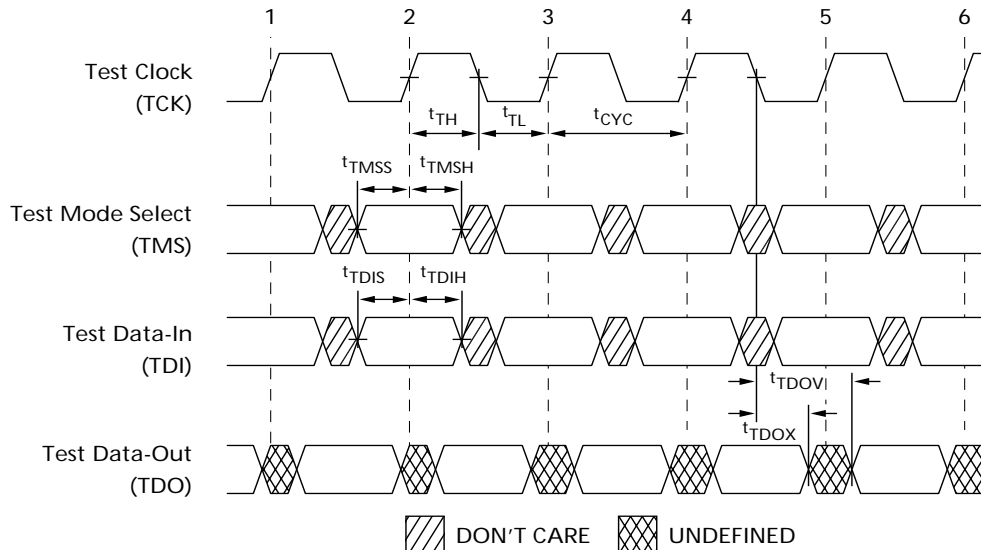 1 2 3 4 5 6
Test Clock
(TCK)
tTH tTL tCYC
tTMSS tTMSH
Test Mode Select
(TMS)
tTDIS tTDIH
Test Data-In
(TDI)
tTDOV
tTDOX
Test Data-Out
(TDO)
DON'T CARE UNDEFINED